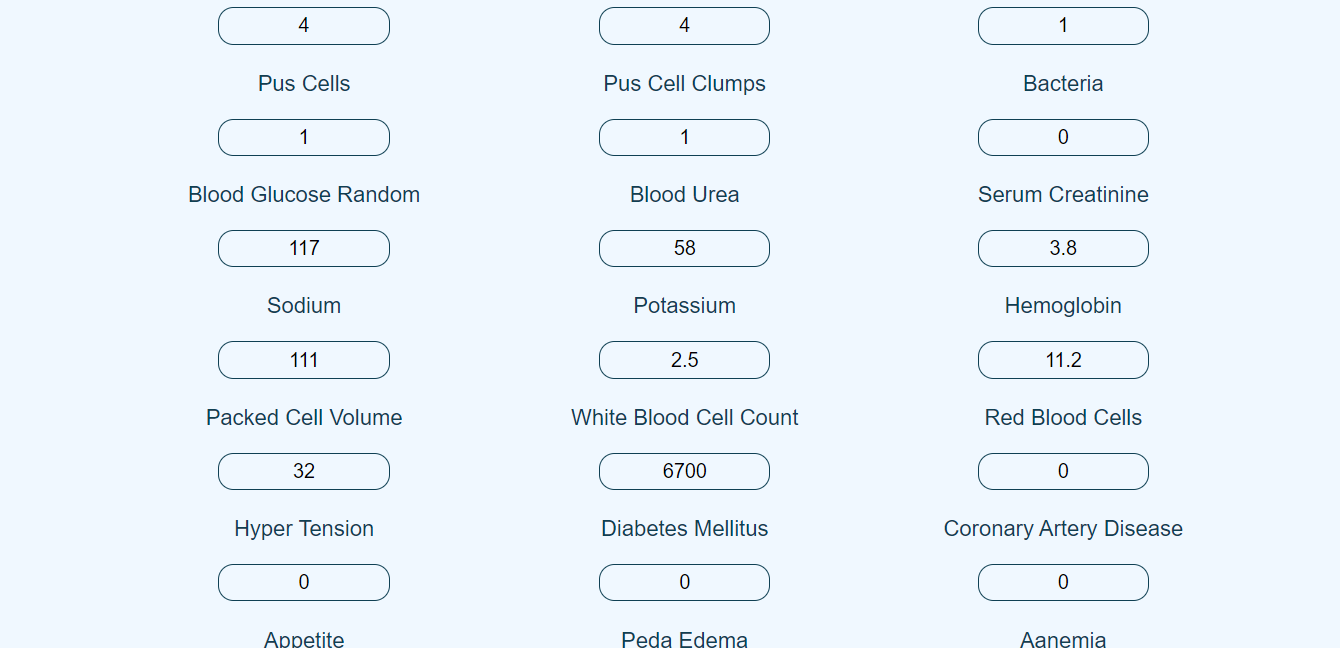 4 4 1
Pus Cells Pus Cell Clumps Bacteria
1 1 0
Blood Glucose Random Blood Urea Serum Creatinine
117 58 3.8
Sodium Potassium Hemoglobin
111 2.5 11.2
Packed Cell Volume White Blood Cell Count Red Blood Cells
32 6700 0
Hyper Tension Diabetes Mellitus Coronary Artery Disease
0 0 0
Appetite Peda Edema Aanemia